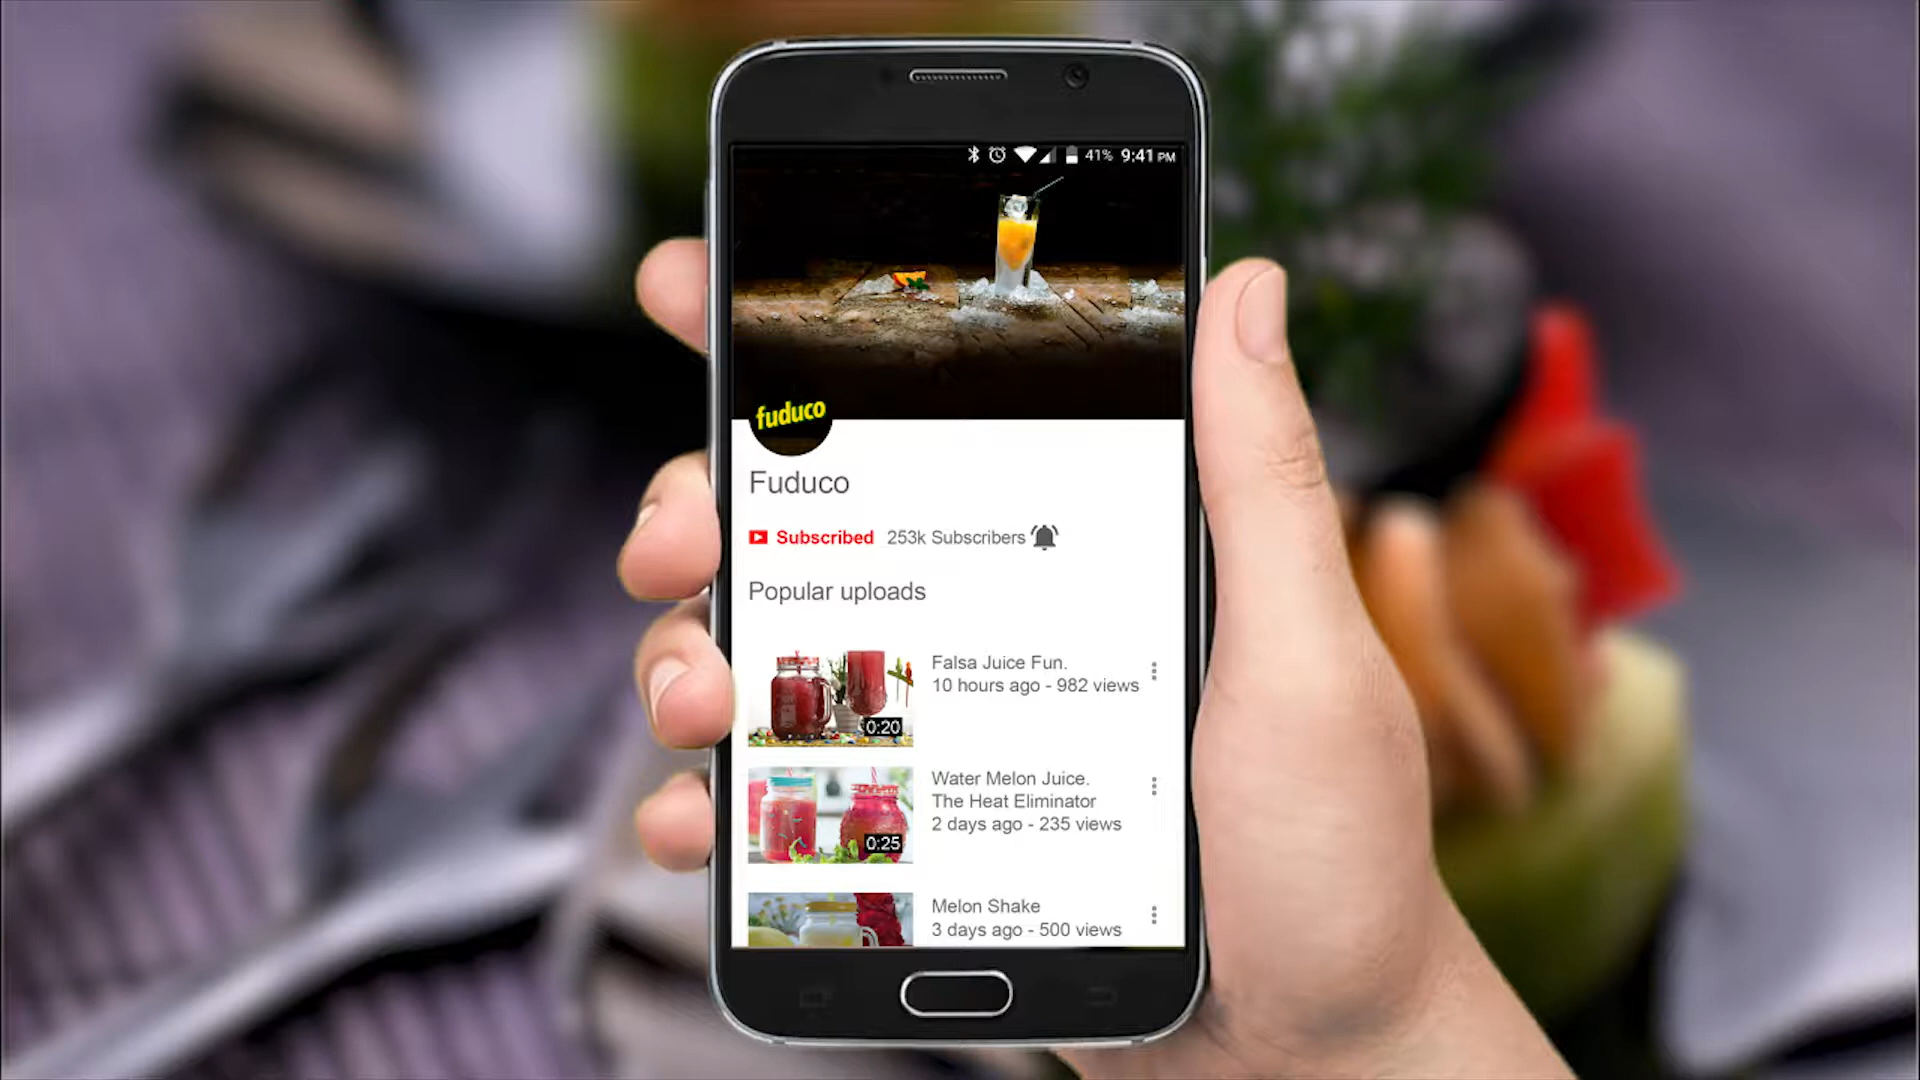 41% 9:41 PM
fuduco
Fuduco
Subscribed 253k Subscribers
Popular uploads
Falsa Juice Fun.
10 hours ago - 982 views
0:20
Water Melon Juice.
The Heat Eliminator
2 days ago - 235 views
0:25
Melon Shake
3 days ago - 500 views